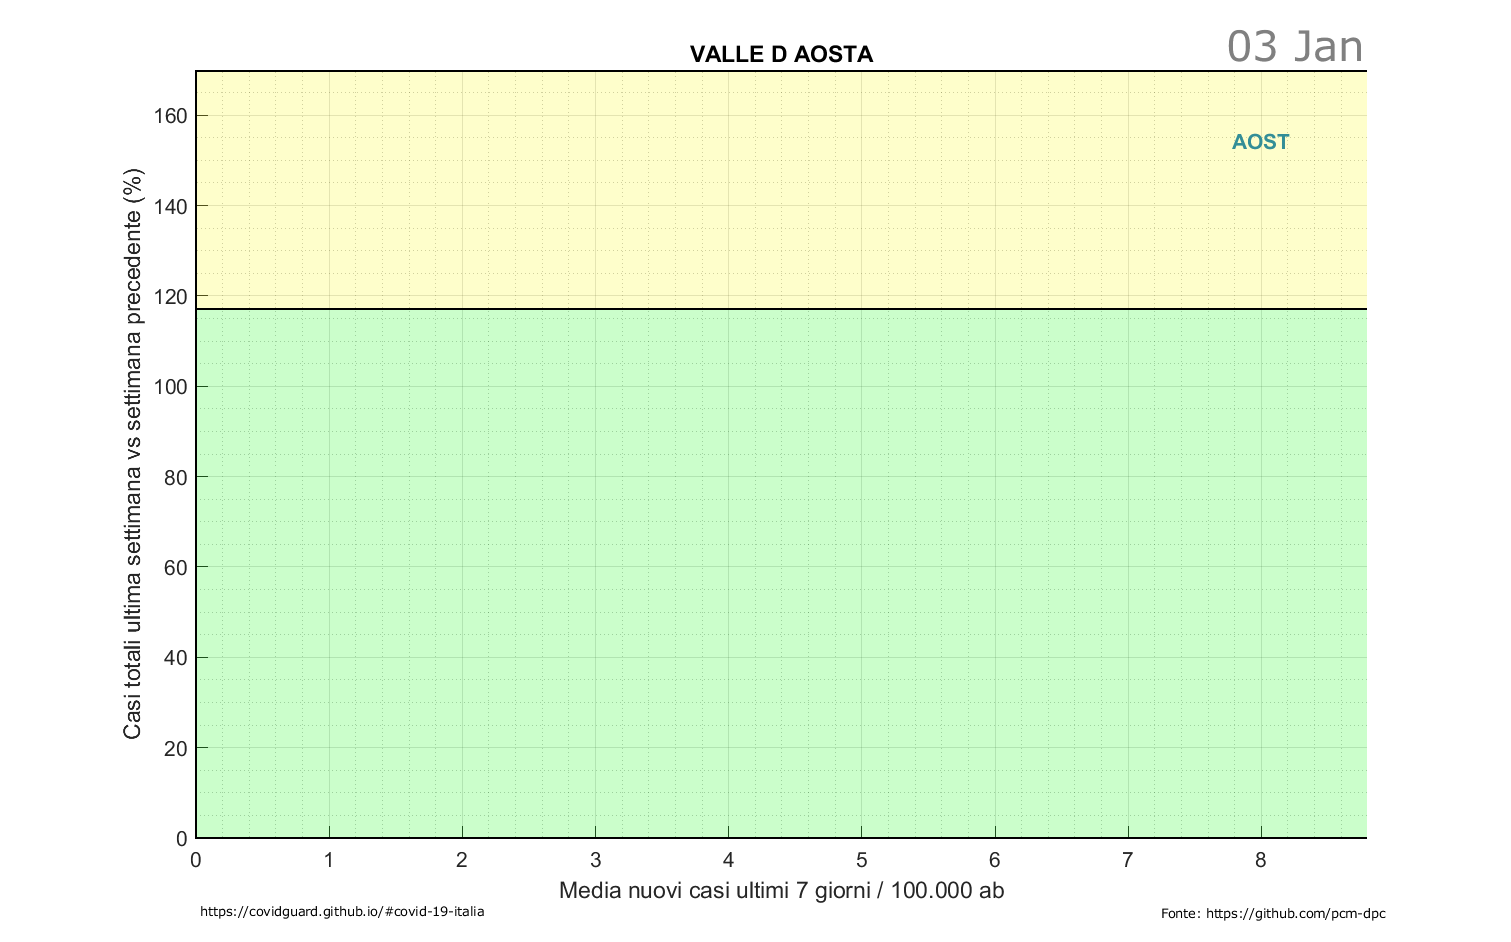 VALLE D AOSTA
03 Jan
160
AOST
140
120
100
80
60
40
20
0
Casi totali ultima settimana vs settimana precedente (%)
0 1 2 3 4 5 6 7 8
Media nuovi casi ultimi 7 giorni / 100.000 ab
https://covidguard.github.io/#covid-19-italia
Fonte: https://github.com/pcm-dpc